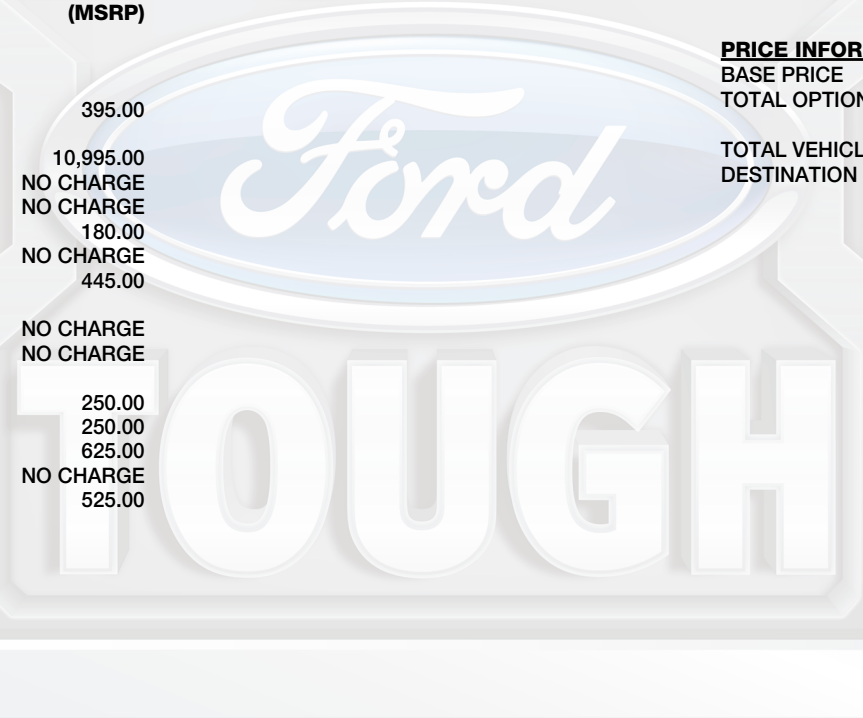 (MSRP)
395.00
10,995.00
NO CHARGE
NO CHARGE
180.00
NO CHARGE
445.00
NO CHARGE
NO CHARGE
250.00
250.00
625.00
NO CHARGE
525.00
PRICE INFOR
BASE PRICE
TOTAL OPTION
TOTAL VEHICL
DESTINATION
Ford
TOUGH